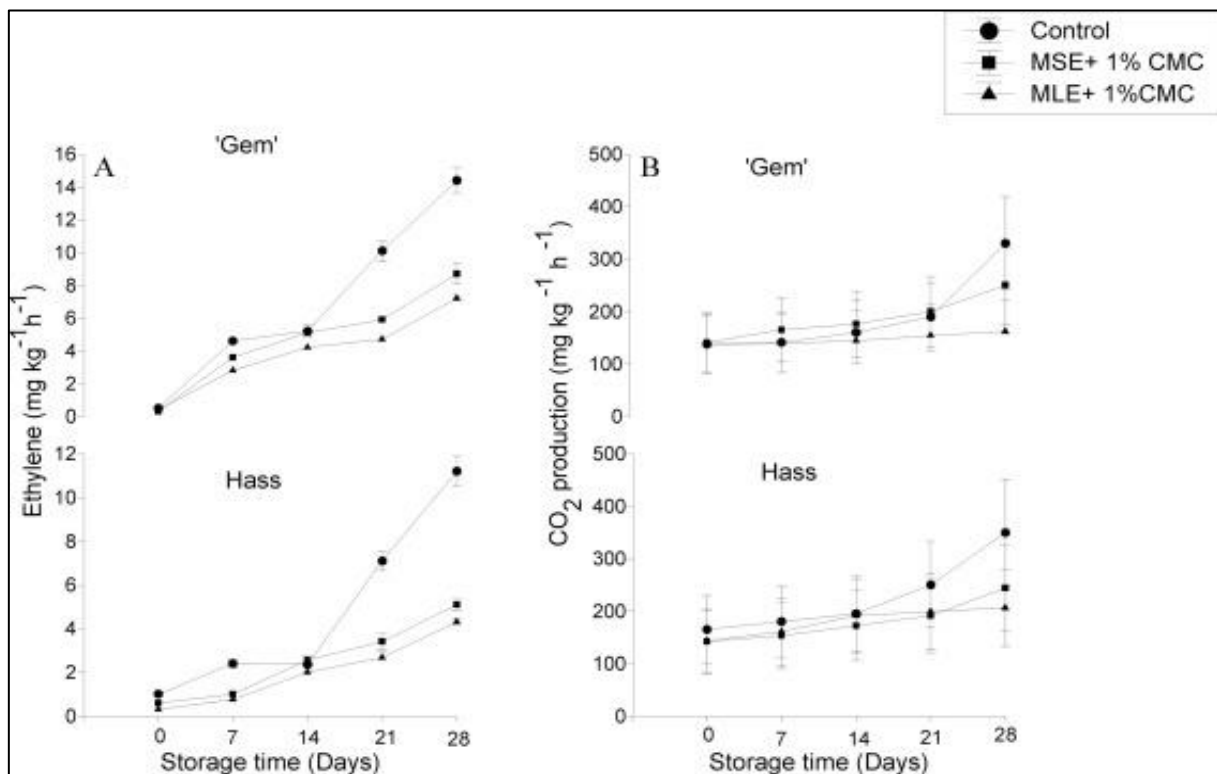 Control
MSE+ 1% CMC
MLE+ 1%CMC
A
'Gem'
Ethylene (mg kg⁻¹h⁻¹)
16
14
12
10
8
6
4
2
0
Hass
12
10
8
6
4
2
0
0 7 14 21 28
Storage time (Days)
B
'Gem'
CO₂ production (mg kg⁻¹ h⁻¹)
500
400
300
200
100
0
Hass
500
400
300
200
100
0
0 7 14 21 28
Storage time (Days)